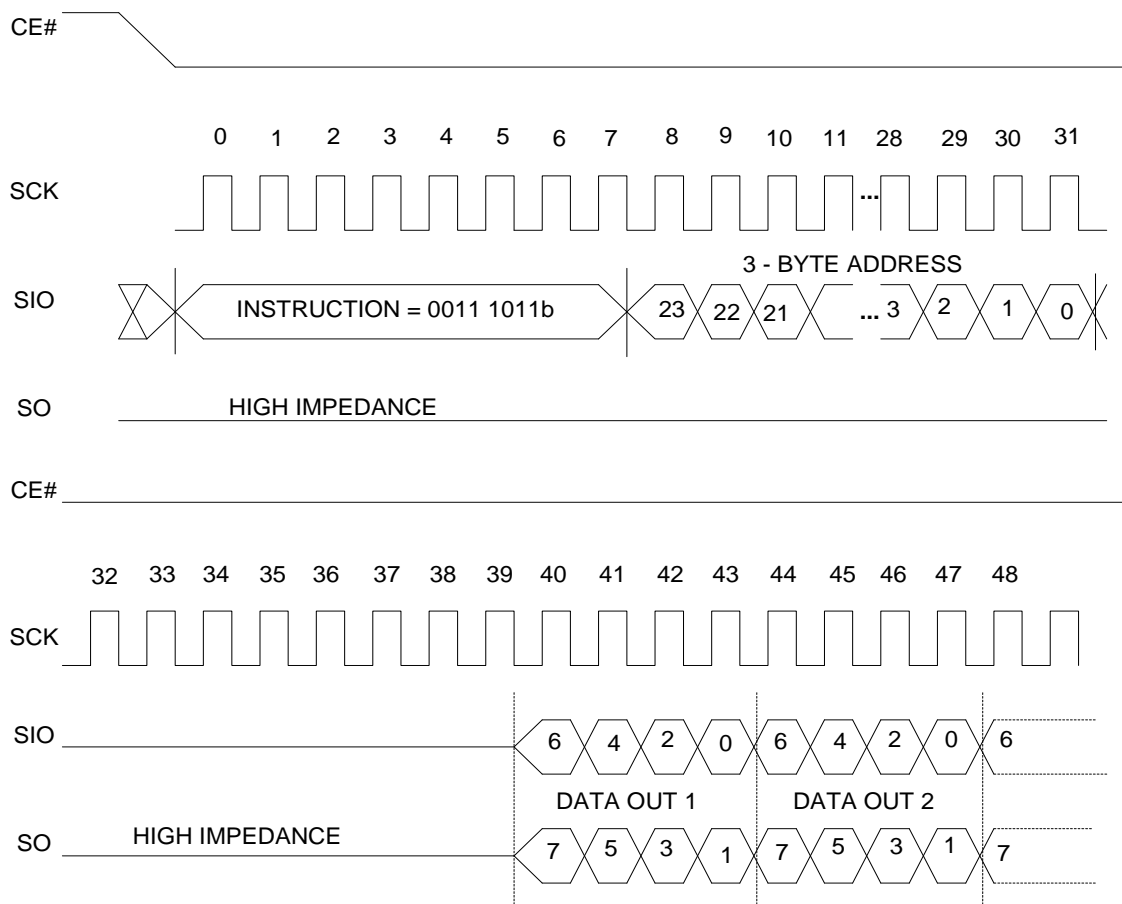 CE#
0 1 2 3 4 5 6 7 8 9 10 11 28 29 30 31
SCK ...
3 - BYTE ADDRESS
SIO INSTRUCTION = 0011 1011b 23 22 21 ... 3 2 1 0
SO HIGH IMPEDANCE
CE#
32 33 34 35 36 37 38 39 40 41 42 43 44 45 46 47 48
SCK
SIO 6 4 2 0 6 4 2 0 6
DATA OUT 1 DATA OUT 2
SO HIGH IMPEDANCE 7 5 3 1 7 5 3 1 7